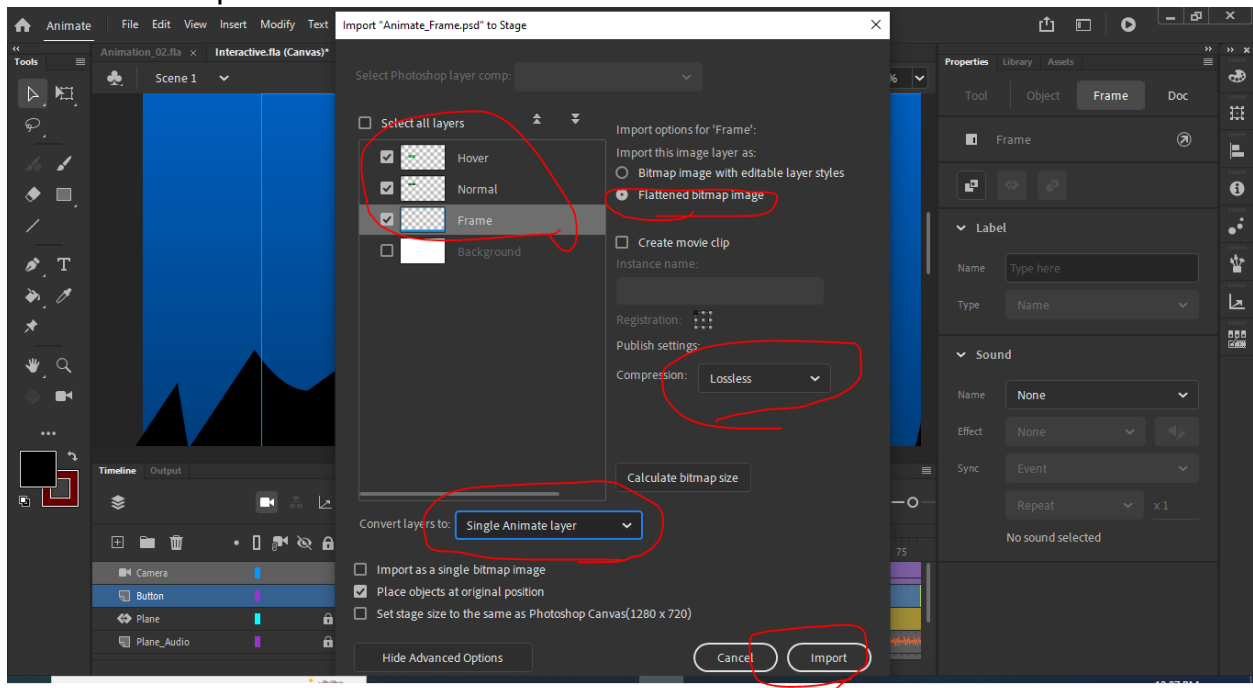 Animate File Edit View Insert Modify Text
Import "Animate_Frame.psd" to Stage
Animation_02.fla × Interactive.fla (Canvas)*
Tools
Scene 1
%
Select Photoshop layer comp:
Select all layers
Hover
Normal
Frame
Background
Import options for 'Frame':
Import this image layer as:
Bitmap image with editable layer styles
Flattened bitmap image
Create movie clip
Instance name:
Registration:
Publish settings:
Compression: Lossless
Calculate bitmap size
Convert layers to: Single Animate layer
Import as a single bitmap image
Place objects at original position
Set stage size to the same as Photoshop Canvas(1280 x 720)
Hide Advanced Options Cancel Import
Timeline Output
75
Camera
Button
Plane
Plane_Audio
Properties Library Assets
Tool Object Frame Doc
Frame
Label
Name Type here
Type Name
Sound
Name None
Effect None
Sync Event
Repeat x 1
No sound selected